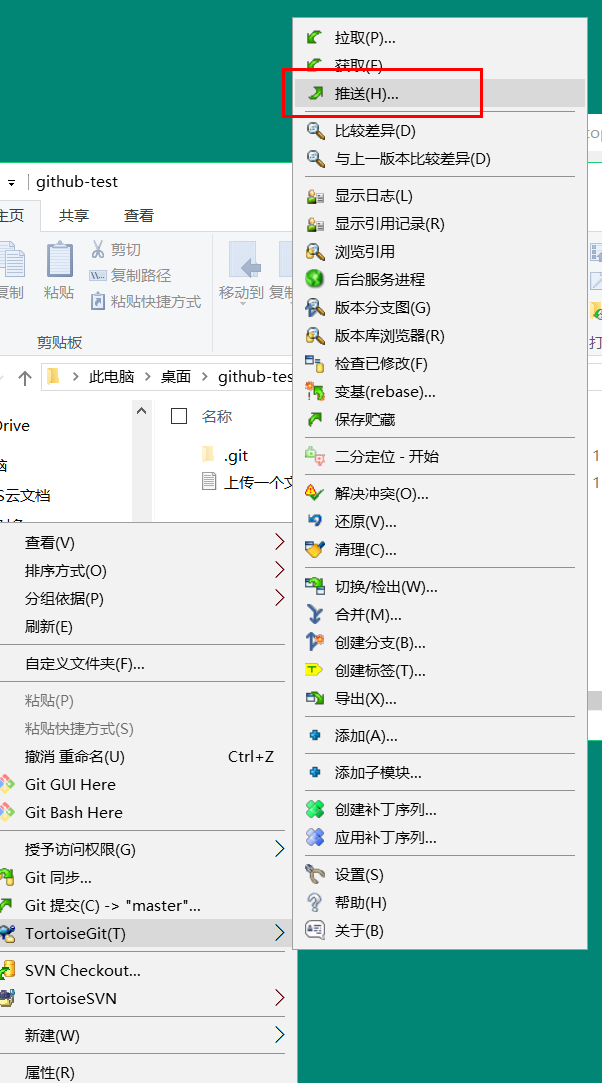 拉取(P)...
获取(F)
推送(H)...
比较差异(D)
与上一版本比较差异(D)
显示日志(L)
显示引用记录(R)
浏览引用
后台服务进程
版本分支图(G)
版本库浏览器(R)
检查已修改(F)
变基(rebase)...
保存贮藏
二分定位 - 开始
解决冲突(O)...
还原(V)...
清理(C)...
切换/检出(W)...
合并(M)...
创建分支(B)...
创建标签(T)...
导出(X)...
添加(A)...
添加子模块...
创建补丁序列...
应用补丁序列...
设置(S)
帮助(H)
关于(B)
github-test
主页 共享 查看
复制 粘贴 剪切
复制路径
粘贴快捷方式
移动到 复制
剪贴板
此电脑 桌面 github-tes
Drive
脑
S云文档
名称
.git
上传一个文
查看(V)
排序方式(O)
分组依据(P)
刷新(E)
自定义文件夹(F)...
粘贴(P)
粘贴快捷方式(S)
撤消 重命名(U) Ctrl+Z
Git GUI Here
Git Bash Here
授予访问权限(G)
Git 同步...
Git 提交(C) -> "master"...
TortoiseGit(T)
SVN Checkout...
TortoiseSVN
新建(W)
属性(R)
top
打
1
1